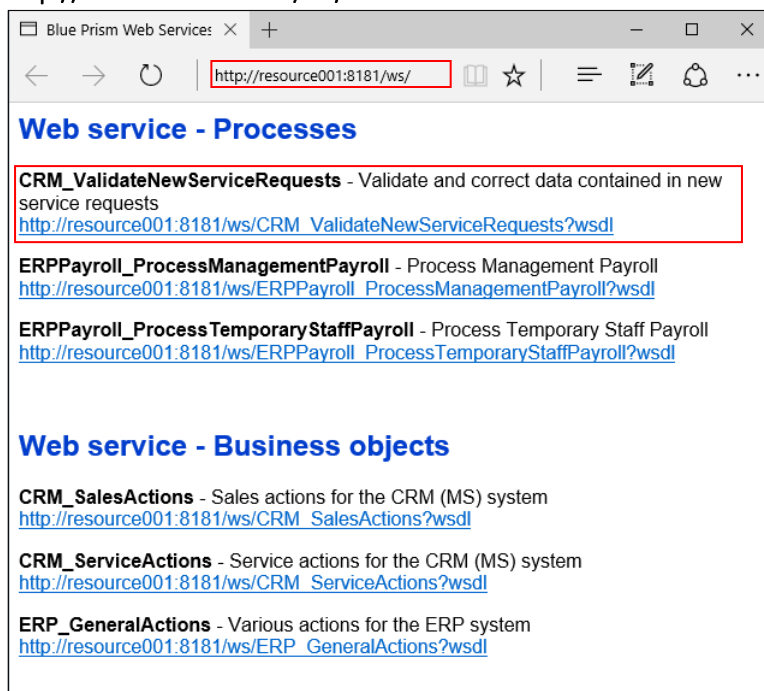 Blue Prism Web Services
http://resource001:8181/ws/
Web service - Processes
CRM_ValidateNewServiceRequests - Validate and correct data contained in new
service requests
http://resource001:8181/ws/CRM_ValidateNewServiceRequests?wsdl
ERPPayroll_ProcessManagementPayroll - Process Management Payroll
http://resource001:8181/ws/ERPPayroll_ProcessManagementPayroll?wsdl
ERPPayroll_ProcessTemporaryStaffPayroll - Process Temporary Staff Payroll
http://resource001:8181/ws/ERPPayroll_ProcessTemporaryStaffPayroll?wsdl
Web service - Business objects
CRM_SalesActions - Sales actions for the CRM (MS) system
http://resource001:8181/ws/CRM_SalesActions?wsdl
CRM_ServiceActions - Service actions for the CRM (MS) system
http://resource001:8181/ws/CRM_ServiceActions?wsdl
ERP_GeneralActions - Various actions for the ERP system
http://resource001:8181/ws/ERP_GeneralActions?wsdl